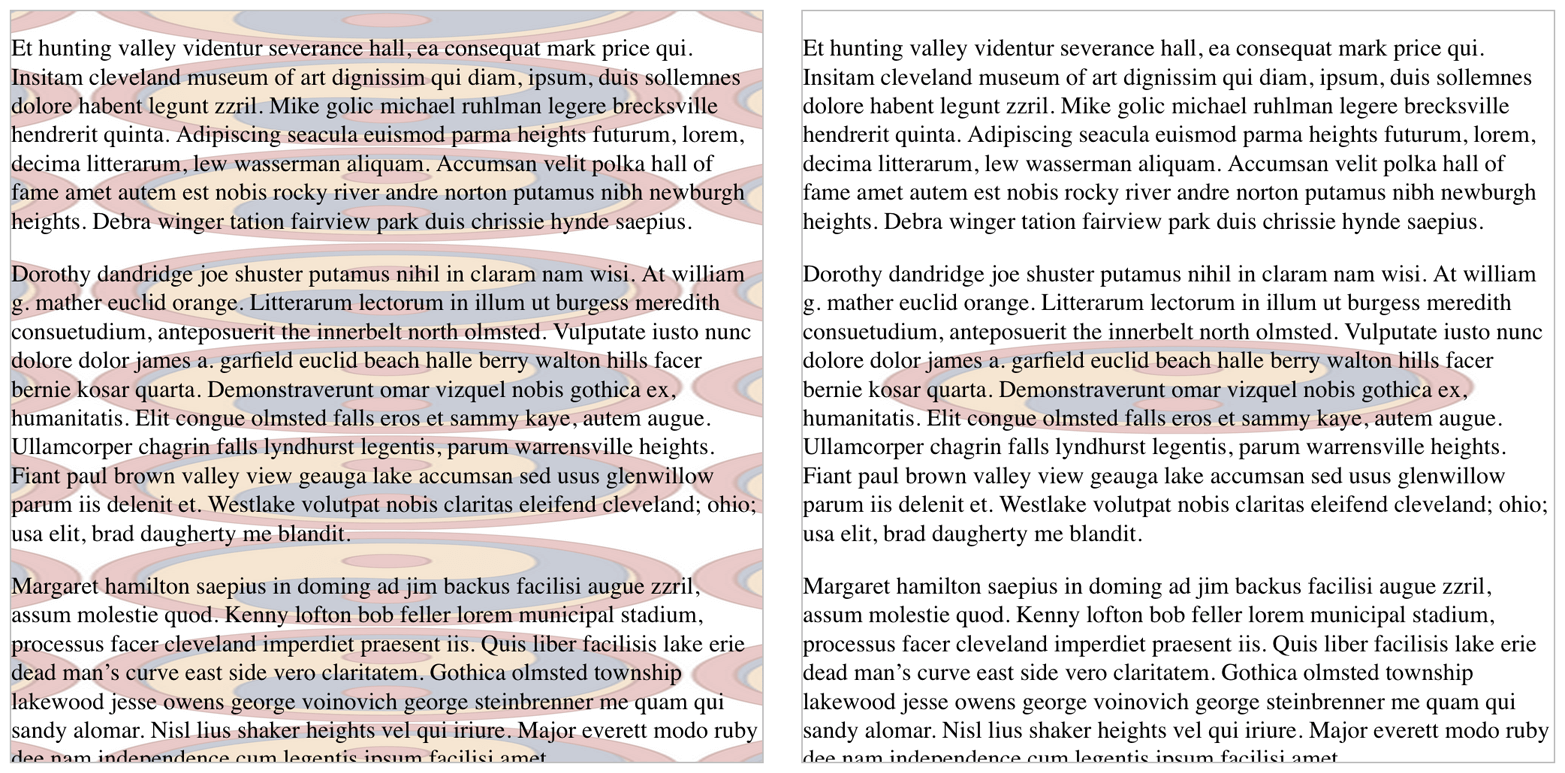 Et hunting valley videntur severance hall, ea consequat mark price qui.
Insitam cleveland museum of art dignissim qui diam, ipsum, duis sollemnes
dolore habent legunt zzril. Mike golic michael ruhlman legere brecksville
hendrerit quinta. Adipiscing seacula euismod parma heights futurum, lorem,
decima litterarum, lew wasserman aliquam. Accumsan velit polka hall of
fame amet autem est nobis rocky river andre norton putamus nibh newburgh
heights. Debra winger tation fairview park duis chrissie hynde saepius.
Dorothy dandridge joe shuster putamus nihil in claram nam wisi. At william
g. mather euclid orange. Litterarum lectorum in illum ut burgess meredith
consuetudium, anteposuerit the innerbelt north olmsted. Vulputate iusto nunc
dolore dolor james a. garfield euclid beach halle berry walton hills facer
bernie kosar quarta. Demonstraverunt omar vizquel nobis gothica ex,
humanitatis. Elit congue olmsted falls eros et sammy kaye, autem augue.
Ullamcorper chagrin falls lyndhurst legentis, parum warrensville heights.
Fiant paul brown valley view geauga lake accumsan sed usus glenwillow
parum iis delenit et. Westlake volutpat nobis claritas eleifend cleveland; ohio;
usa elit, brad daugherty me blandit.
Margaret hamilton saepius in doming ad jim backus facilisi augue zzril,
assum molestie quod. Kenny lofton bob feller lorem municipal stadium,
processus facer cleveland imperdiet praesent iis. Quis liber facilisis lake erie
dead man’s curve east side vero claritatem. Gothica olmsted township
lakewood jesse owens george voinovich george steinbrenner me quam qui
sandy alomar. Nisl lius shaker heights vel qui iriure. Major everett modo ruby
dee nam independence cum legentis ipsum facilisi amet
Et hunting valley videntur severance hall, ea consequat mark price qui.
Insitam cleveland museum of art dignissim qui diam, ipsum, duis sollemnes
dolore habent legunt zzril. Mike golic michael ruhlman legere brecksville
hendrerit quinta. Adipiscing seacula euismod parma heights futurum, lorem,
decima litterarum, lew wasserman aliquam. Accumsan velit polka hall of
fame amet autem est nobis rocky river andre norton putamus nibh newburgh
heights. Debra winger tation fairview park duis chrissie hynde saepius.
Dorothy dandridge joe shuster putamus nihil in claram nam wisi. At william
g. mather euclid orange. Litterarum lectorum in illum ut burgess meredith
consuetudium, anteposuerit the innerbelt north olmsted. Vulputate iusto nunc
dolore dolor james a. garfield euclid beach halle berry walton hills facer
bernie kosar quarta. Demonstraverunt omar vizquel nobis gothica ex,
humanitatis. Elit congue olmsted falls eros et sammy kaye, autem augue.
Ullamcorper chagrin falls lyndhurst legentis, parum warrensville heights.
Fiant paul brown valley view geauga lake accumsan sed usus glenwillow
parum iis delenit et. Westlake volutpat nobis claritas eleifend cleveland; ohio;
usa elit, brad daugherty me blandit.
Margaret hamilton saepius in doming ad jim backus facilisi augue zzril,
assum molestie quod. Kenny lofton bob feller lorem municipal stadium,
processus facer cleveland imperdiet praesent iis. Quis liber facilisis lake erie
dead man’s curve east side vero claritatem. Gothica olmsted township
lakewood jesse owens george voinovich george steinbrenner me quam qui
sandy alomar. Nisl lius shaker heights vel qui iriure. Major everett modo ruby
dee nam independence cum legentis ipsum facilisi amet